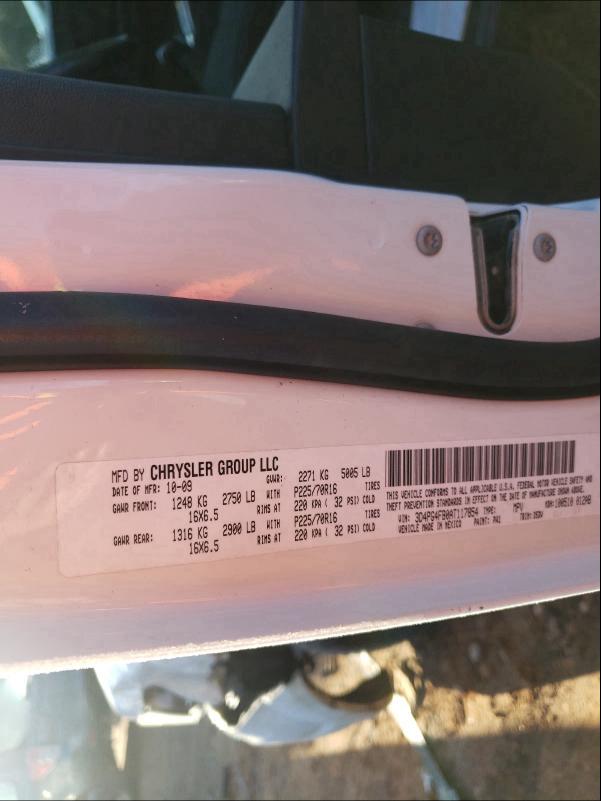 MFD BY CHRYSLER GROUP LLC
DATE OF MFR: 10-09 GVWR: 2271 KG 5005 LB
GAWR FRONT: 1248 KG 2750 LB WITH P225/70R16 TIRES
16X6.5 RIMS AT 220 KPA ( 32 PSI) COLD
GAWR REAR: 1316 KG 2900 LB WITH P225/70R16 TIRES
16X6.5 RIMS AT 220 KPA ( 32 PSI) COLD
THIS VEHICLE CONFORMS TO ALL APPLICABLE U.S.A. FEDERAL MOTOR VEHICLE SAFETY AND
THEFT PREVENTION STANDARDS IN EFFECT ON THE DATE OF MANUFACTURE SHOWN ABOVE.
VIN: 3D4PG4FB0AT117854 TYPE: MPV
VEHICLE MADE IN MEXICO PAINT: PW1 TRIM: